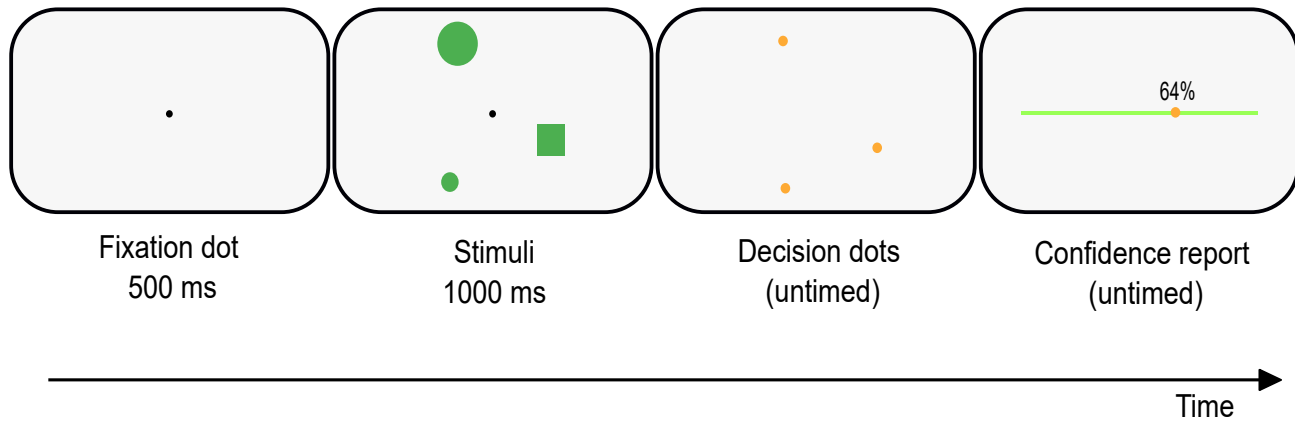 64%
Fixation dot
500 ms
Stimuli
1000 ms
Decision dots
(untimed)
Confidence report
(untimed)
Time